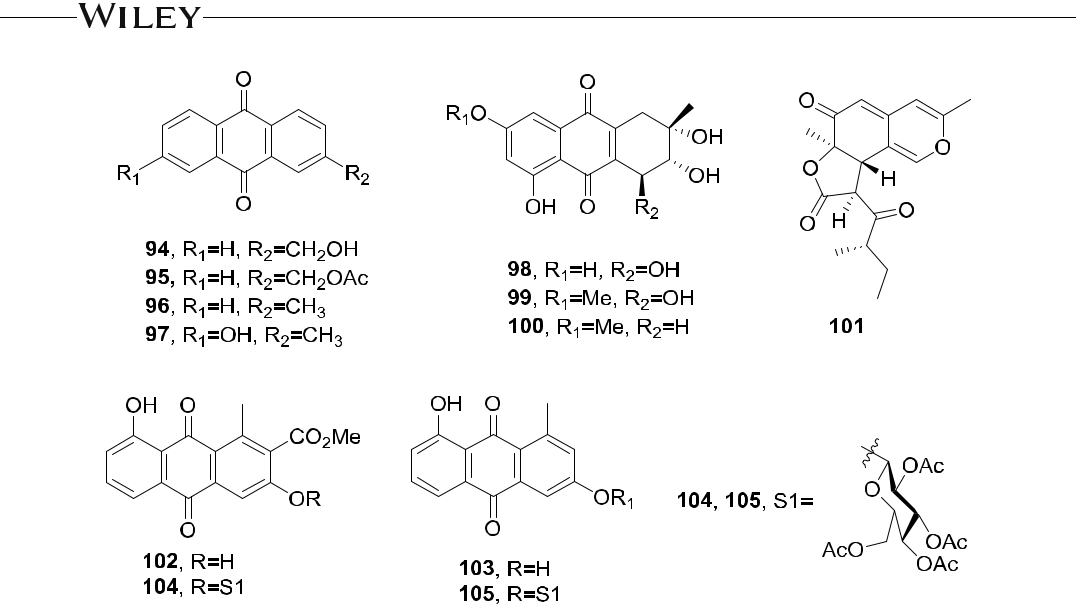 WILEY
O
R1
R2
O
94, R1=H, R2=CH2OH
95, R1=H, R2=CH2OAc
96, R1=H, R2=CH3
97, R1=OH, R2=CH3
O
R1O
OH
OH
OH
O
R2
98, R1=H, R2=OH
99, R1=Me, R2=OH
100, R1=Me, R2=H
O
O
O
H
O
H
O
101
OH
O
CO2Me
OR
O
102, R=H
104, R=S1
OH
O
OR1
O
103, R=H
105, R=S1
104, 105, S1=
OAc
O
AcO
OAc
OAc